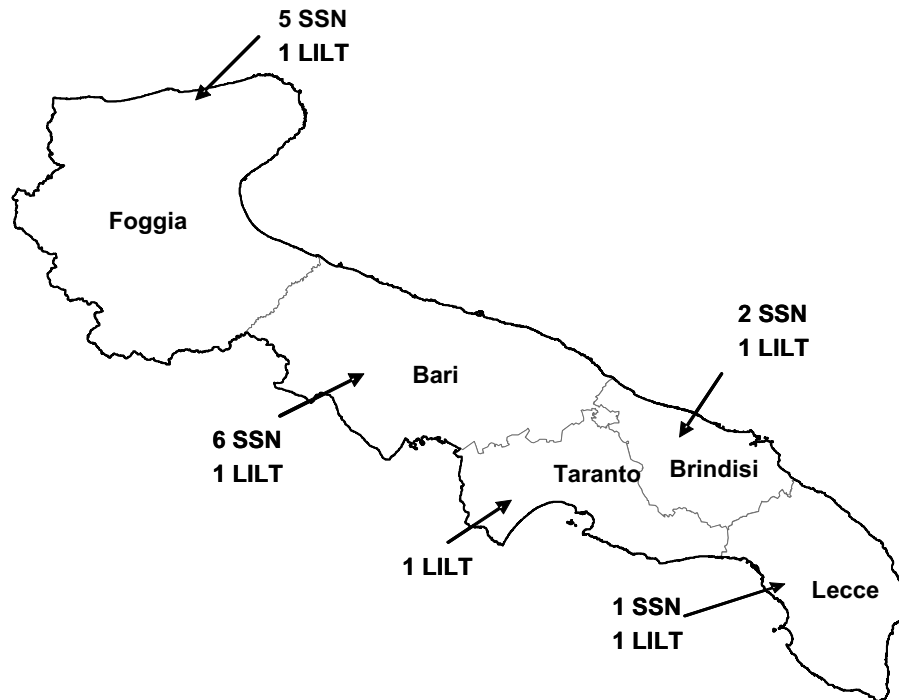 5 SSN
1 LILT
Foggia
2 SSN
1 LILT
Bari
6 SSN
1 LILT
Taranto
Brindisi
1 LILT
Lecce
1 SSN
1 LILT